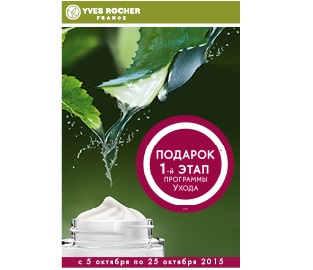 YVES ROCHER
FRANCE
ПОДАРОК
1-й ЭТАП
ПРОГРАММЫ
УХОДА
с 5 октября по 25 октября 2015